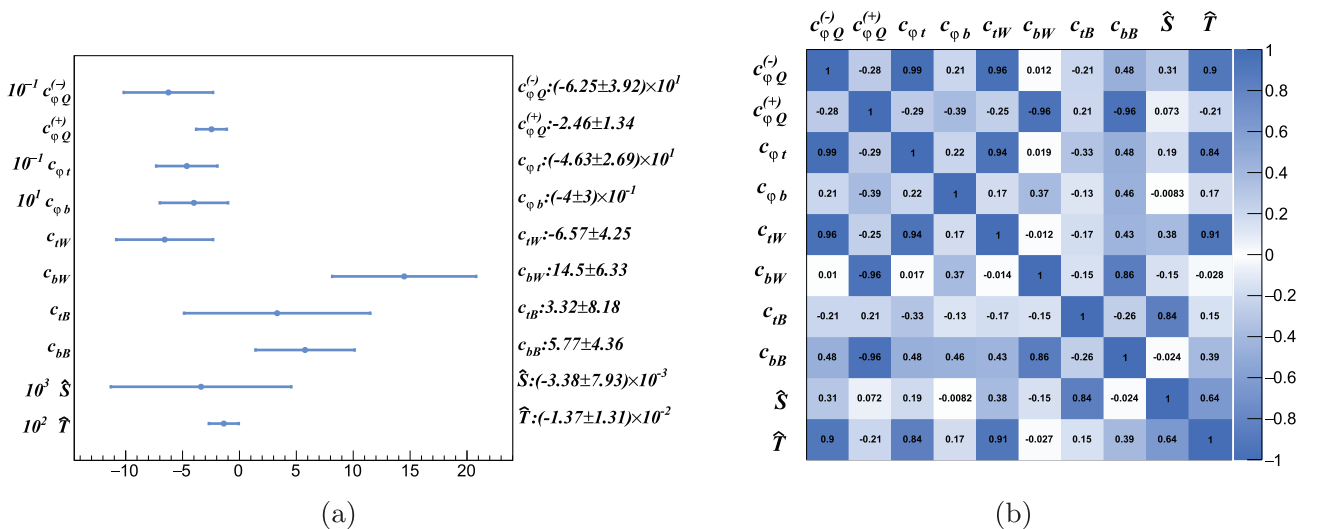 10⁻¹ c_φQ^(-)
c_φQ^(-):(-6.25±3.92)×10¹
c_φQ^(+)
c_φQ^(+):-2.46±1.34
10⁻¹ c_φt
c_φt:(-4.63±2.69)×10¹
10¹ c_φb
c_φb:(-4±3)×10⁻¹
c_tW
c_tW:-6.57±4.25
c_bW
c_bW:14.5±6.33
c_tB
c_tB:3.32±8.18
c_bB
c_bB:5.77±4.36
10³ Ŝ
Ŝ:(-3.38±7.93)×10⁻³
10² T̂
T̂:(-1.37±1.31)×10⁻²
−10 −5 0 5 10 15 20
(a)
c_φQ^(-) c_φQ^(+) c_φt c_φb c_tW c_bW c_tB c_bB Ŝ T̂
c_φQ^(-) 1 -0.28 0.99 0.21 0.96 0.012 -0.21 0.48 0.31 0.9
c_φQ^(+) -0.28 1 -0.29 -0.39 -0.25 -0.96 0.21 -0.96 0.073 -0.21
c_φt 0.99 -0.29 1 0.22 0.94 0.019 -0.33 0.48 0.19 0.84
c_φb 0.21 -0.39 0.22 1 0.17 0.37 -0.13 0.46 -0.0083 0.17
c_tW 0.96 -0.25 0.94 0.17 1 -0.012 -0.17 0.43 0.38 0.91
c_bW 0.01 -0.96 0.017 0.37 -0.014 1 -0.15 0.86 -0.15 -0.028
c_tB -0.21 0.21 -0.33 -0.13 -0.17 -0.15 1 -0.26 0.84 0.15
c_bB 0.48 -0.96 0.48 0.46 0.43 0.86 -0.26 1 -0.024 0.39
Ŝ 0.31 0.072 0.19 -0.0082 0.38 -0.15 0.84 -0.024 1 0.64
T̂ 0.9 -0.21 0.84 0.17 0.91 -0.027 0.15 0.39 0.64 1
1
0.8
0.6
0.4
0.2
0
−0.2
−0.4
−0.6
−0.8
−1
(b)